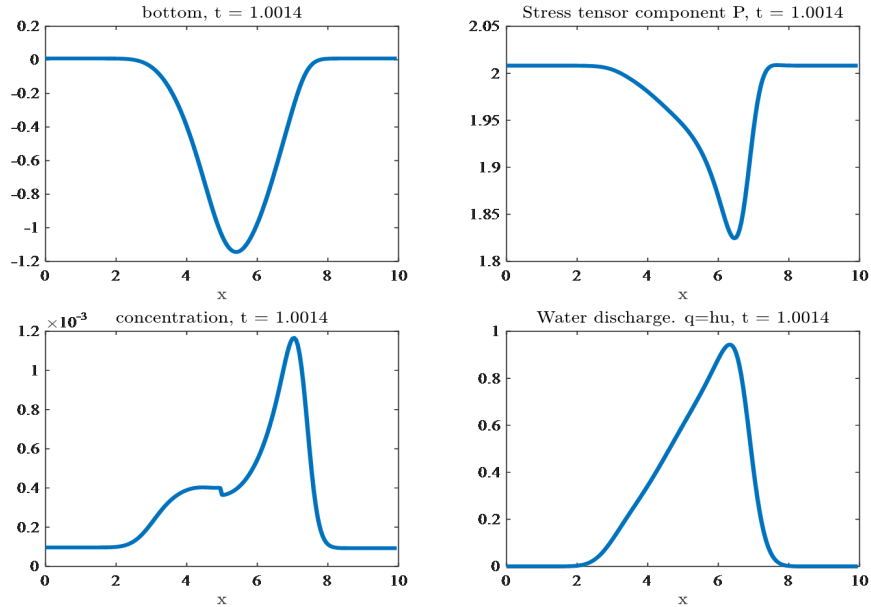 bottom, t = 1.0014
0.2
0
-0.2
-0.4
-0.6
-0.8
-1
-1.2
0 2 4 6 8 10
x
Stress tensor component P, t = 1.0014
2.05
2
1.95
1.9
1.85
1.8
0 2 4 6 8 10
x
concentration, t = 1.0014
×10-3
1.2
1
0.8
0.6
0.4
0.2
0
0 2 4 6 8 10
x
Water discharge. q=hu, t = 1.0014
1
0.8
0.6
0.4
0.2
0
0 2 4 6 8 10
x